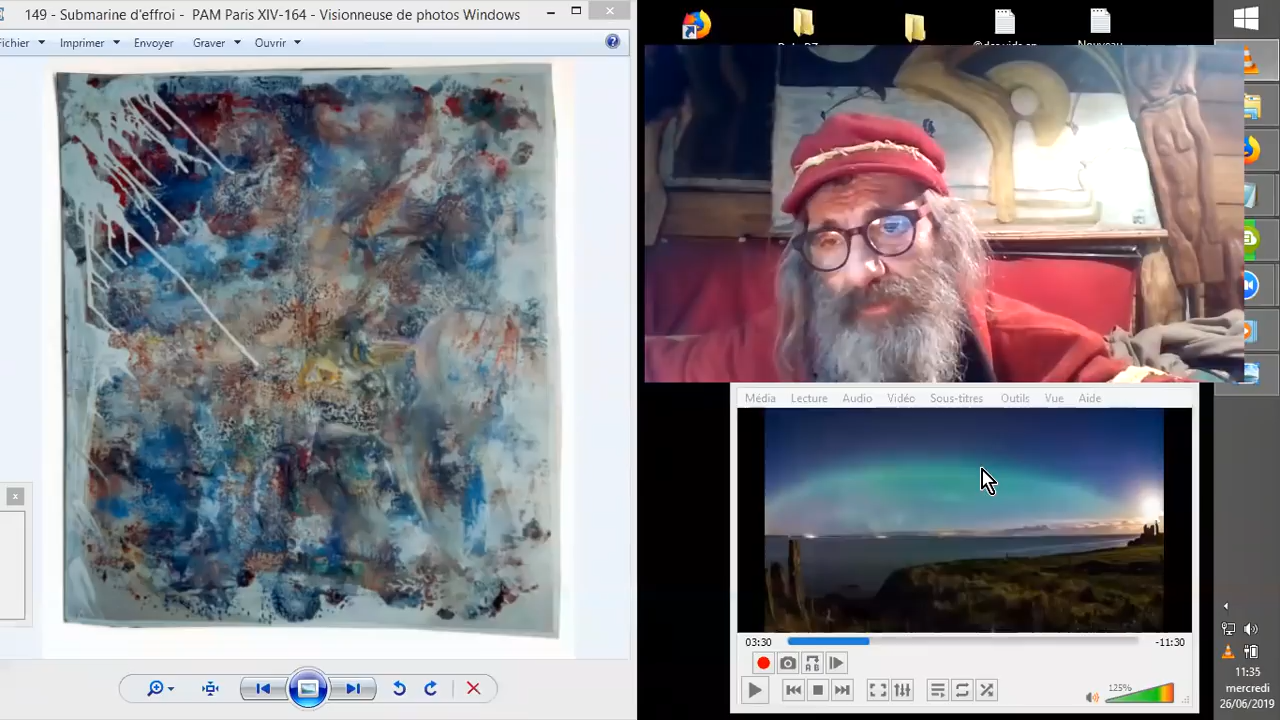 149 - Submarine d'effroi - PAM Paris XIV-164 - Visionneuse de photos Windows
Fichier Imprimer Envoyer Graver Ouvrir
Nouveau
Média Lecture Audio Vidéo Sous-titres Outils Vue Aide
03:30 -11:30
125%
11:35
mercredi
26/06/2019